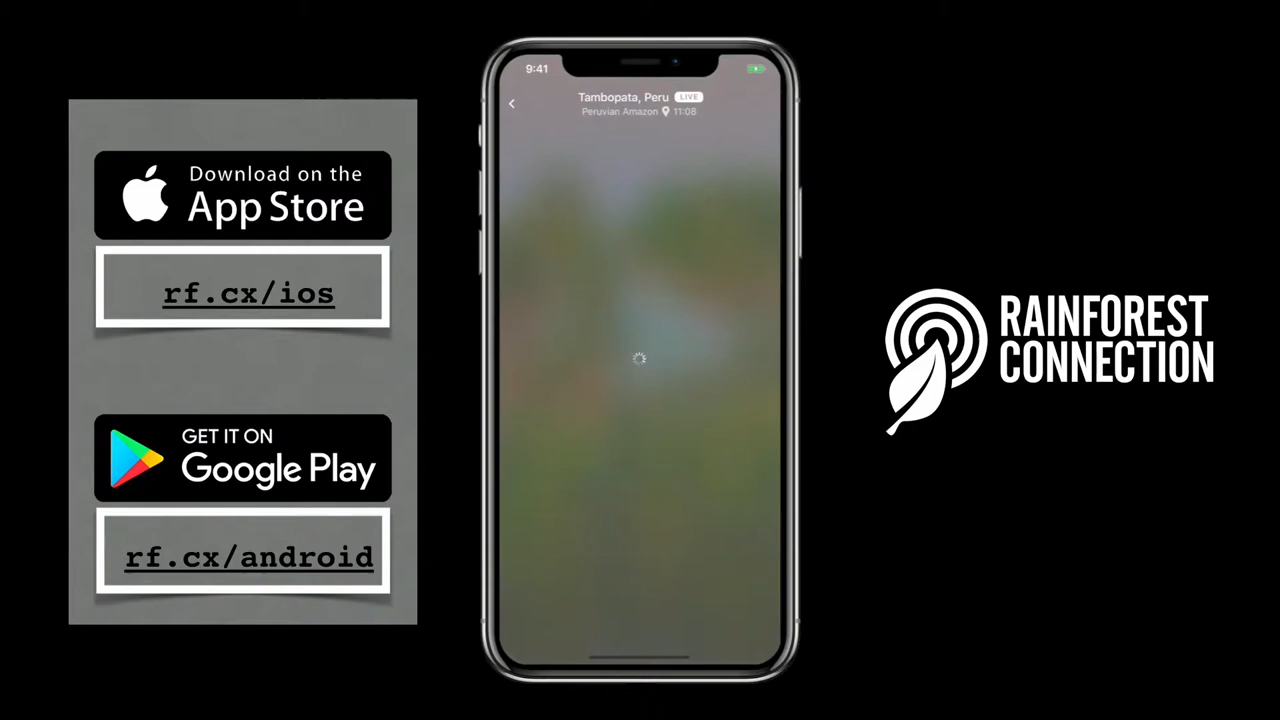 Download on the
App Store
rf.cx/ios
GET IT ON
Google Play
rf.cx/android
9:41
Tambopata, Peru LIVE
Peruvian Amazon 11:08
RAINFOREST
CONNECTION